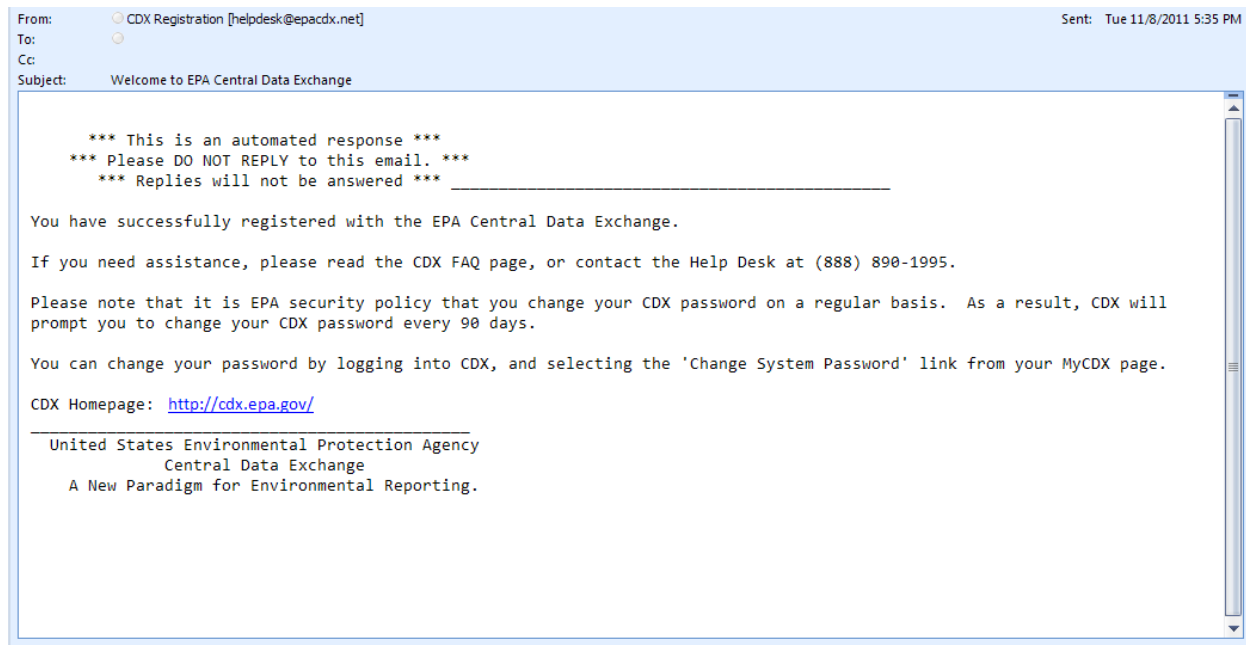 From: CDX Registration [helpdesk@epacdx.net] Sent: Tue 11/8/2011 5:35 PM
To:
Cc:
Subject: Welcome to EPA Central Data Exchange
*** This is an automated response ***
*** Please DO NOT REPLY to this email. ***
*** Replies will not be answered *** ______________________________________________
You have successfully registered with the EPA Central Data Exchange.
If you need assistance, please read the CDX FAQ page, or contact the Help Desk at (888) 890-1995.
Please note that it is EPA security policy that you change your CDX password on a regular basis.  As a result, CDX will
prompt you to change your CDX password every 90 days.
You can change your password by logging into CDX, and selecting the 'Change System Password' link from your MyCDX page.
CDX Homepage:  http://cdx.epa.gov/
______________________________________________
United States Environmental Protection Agency
Central Data Exchange
A New Paradigm for Environmental Reporting.